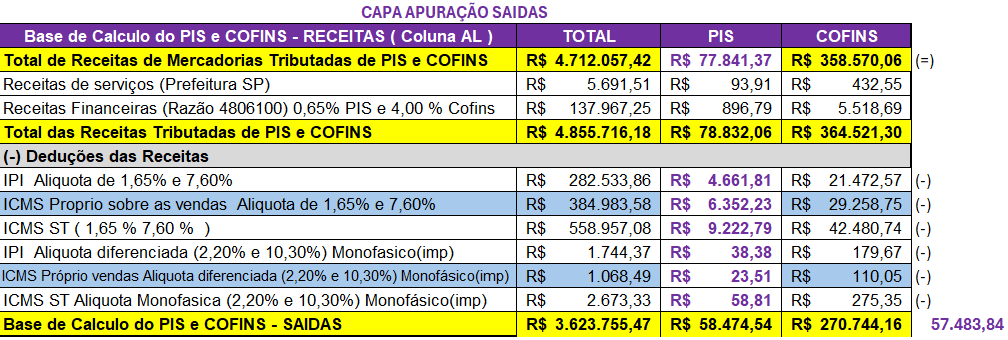 CAPA APURAÇÃO SAIDAS
Base de Calculo do PIS e COFINS - RECEITAS ( Coluna AL ) TOTAL PIS COFINS
Total de Receitas de Mercadorias Tributadas de PIS e COFINS R$ 4.712.057,42 R$ 77.841,37 R$ 358.570,06 (=)
Receitas de serviços (Prefeitura SP) R$ 5.691,51 R$ 93,91 R$ 432,55
Receitas Financeiras (Razão 4806100) 0,65% PIS e 4,00 % Cofins R$ 137.967,25 R$ 896,79 R$ 5.518,69
Total das Receitas Tributadas de PIS e COFINS R$ 4.855.716,18 R$ 78.832,06 R$ 364.521,30
(-) Deduções das Receitas
IPI Aliquota de 1,65% e 7,60% R$ 282.533,86 R$ 4.661,81 R$ 21.472,57 (-)
ICMS Proprio sobre as vendas Aliquota de 1,65% e 7,60% R$ 384.983,58 R$ 6.352,23 R$ 29.258,75 (-)
ICMS ST ( 1,65 % 7,60 % ) R$ 558.957,08 R$ 9.222,79 R$ 42.480,74 (-)
IPI Aliquota diferenciada (2,20% e 10,30%) Monofasico(imp) R$ 1.744,37 R$ 38,38 R$ 179,67 (-)
ICMS Próprio vendas Aliquota diferenciada (2,20% e 10,30%) Monofásico(imp) R$ 1.068,49 R$ 23,51 R$ 110,05 (-)
ICMS ST Aliquota Monofasica (2,20% e 10,30%) Monofásico(imp) R$ 2.673,33 R$ 58,81 R$ 275,35 (-)
Base de Calculo do PIS e COFINS - SAIDAS R$ 3.623.755,47 R$ 58.474,54 R$ 270.744,16 57.483,84